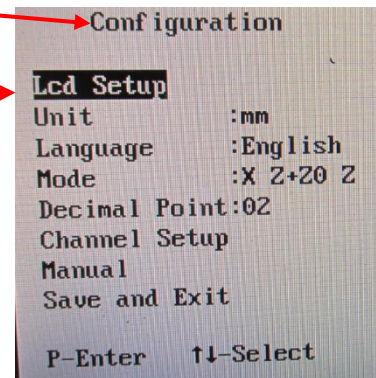 Configuration
Lcd Setup
Unit :mm
Language :English
Mode :X Z+Z0 Z
Decimal Point:02
Channel Setup
Manual
Save and Exit
P-Enter ↑↓-Select